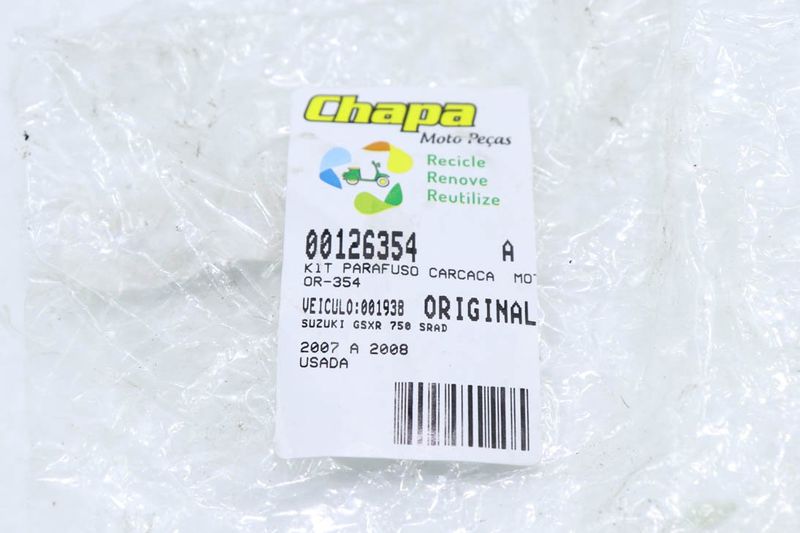 Chapa
Moto Peças
Recicle
Renove
Reutilize
00126354 A
KIT PARAFUSO CARCACA MOT
OR-354
VEICULO:001938 ORIGINAL
SUZUKI GSXR 750 SRAD
2007 A 2008
USADA